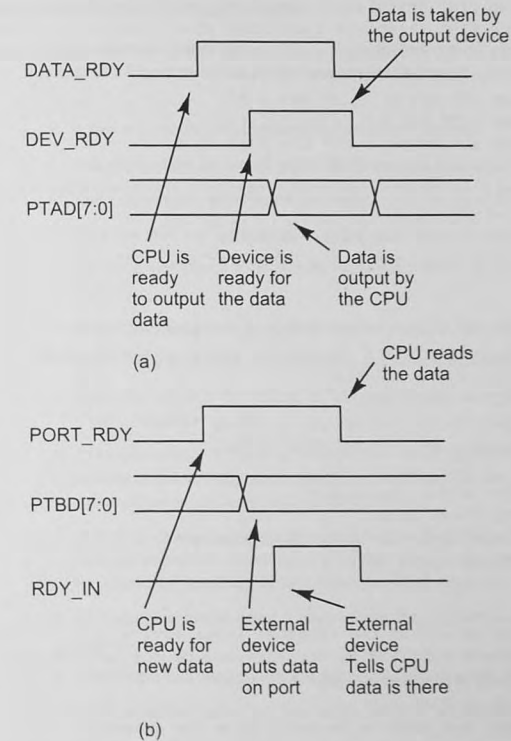 Data is taken by
the output device
DATA_RDY
DEV_RDY
PTAD[7:0]
CPU is
ready
to output
data
Device is
ready for
the data
Data is
output by
the CPU
(a)
CPU reads
the data
PORT_RDY
PTBD[7:0]
RDY_IN
CPU is
ready for
new data
External
device
puts data
on port
External
device
Tells CPU
data is there
(b)